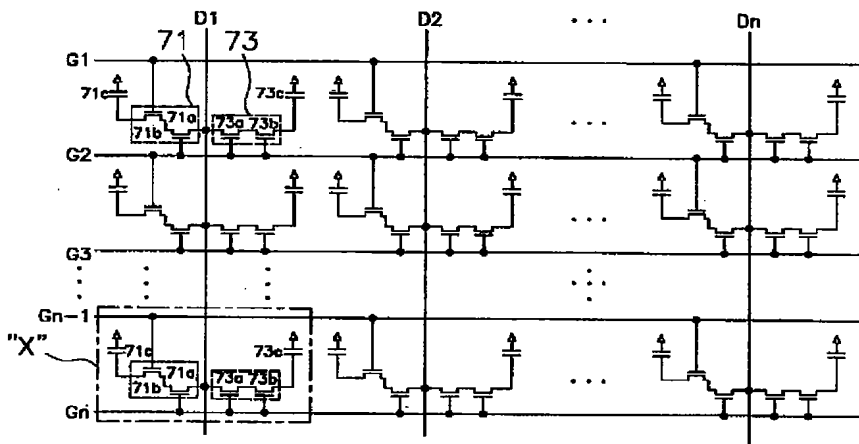 D1 D2 ... Dn
71 73
G1
71c 73c
71a
71b 73a 73b
G2
G3
Gn-1
"X"
71c 73c
71a
71b 73a 73b
Gn